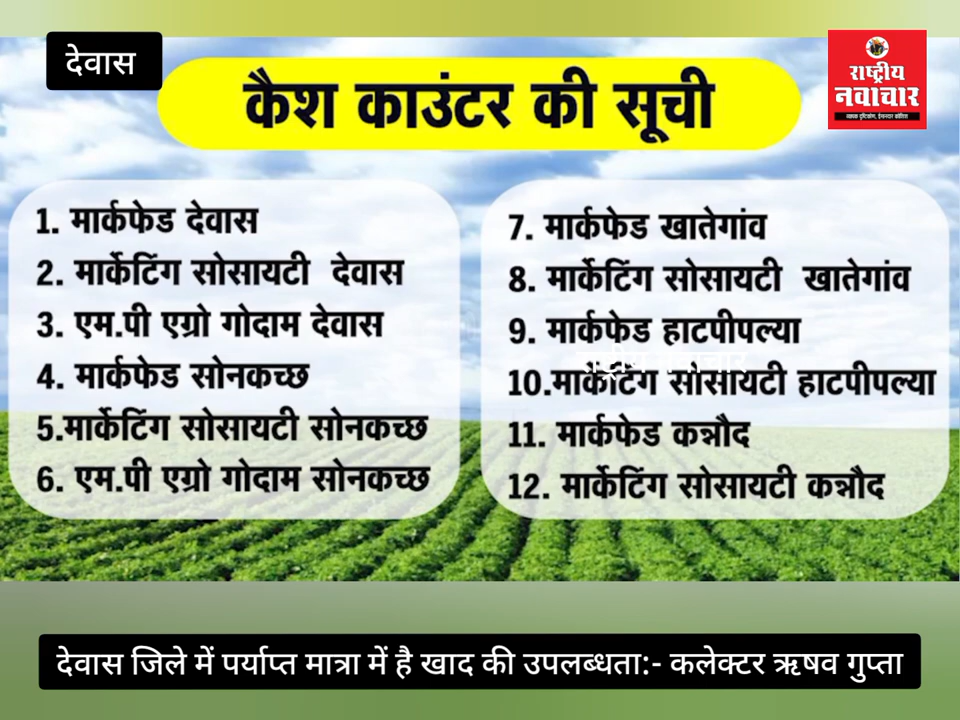 देवास
कैश काउंटर की सूची
राष्ट्रीय
नवाचार
1. मार्कफेड देवास
2. मार्केटिंग सोसायटी देवास
3. एम.पी एग्रो गोदाम देवास
4. मार्कफेड सोनकच्छ
5.मार्केटिंग सोसायटी सोनकच्छ
6. एम.पी एग्रो गोदाम सोनकच्छ
7. मार्कफेड खातेगांव
8. मार्केटिंग सोसायटी खातेगांव
9. मार्कफेड हाटपीपल्या
राष्ट्रीय नवाचार
10.मार्केटिंग सोसायटी हाटपीपल्या
11. मार्कफेड कन्नौद
12. मार्केटिंग सोसायटी कन्नौद
देवास जिले में पर्याप्त मात्रा में है खाद की उपलब्धता:- कलेक्टर ऋषव गुप्ता